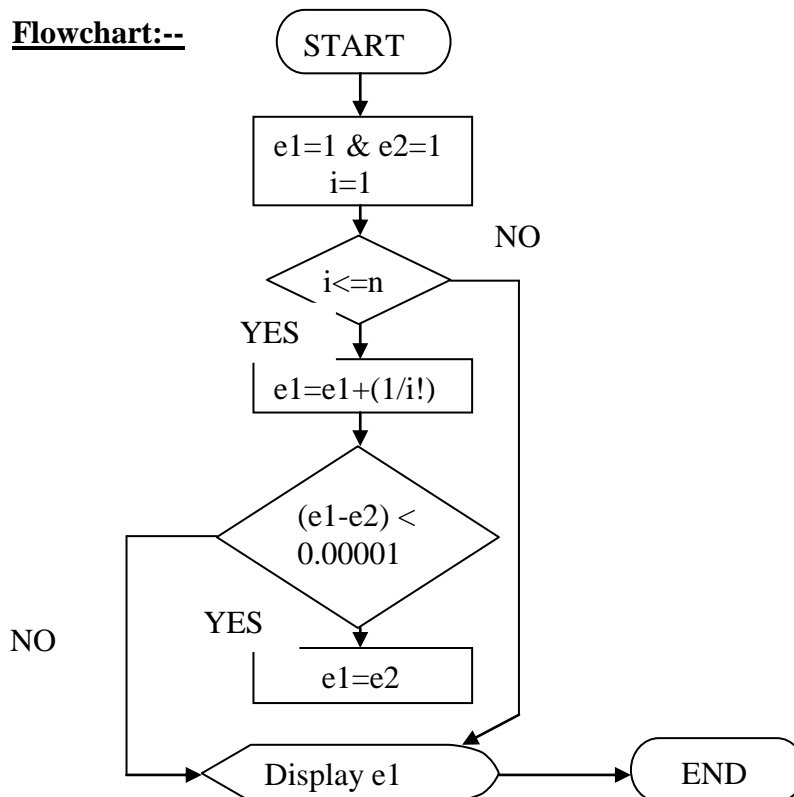 Flowchart:--
START
e1=1 & e2=1
i=1
NO
i<=n
YES
e1=e1+(1/i!)
(e1-e2) <
0.00001
YES
NO
e1=e2
Display e1
END